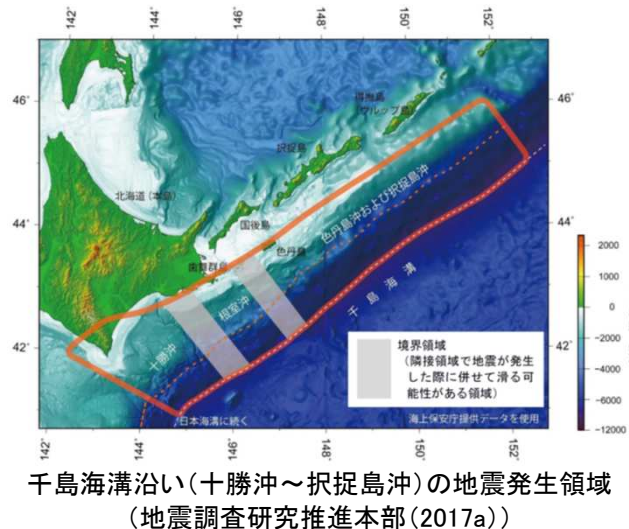 142°
144°
146°
148°
150°
152°
46°
46°
44°
44°
42°
42°
得撫島
(ウルップ島)
択捉島
北海道(本島)
国後島
色丹島
歯舞群島
色丹島沖および択捉島沖
根室沖
十勝沖
千島海溝
日本海溝に続く
境界領域
(隣接領域で地震が発生
した際に併せて滑る可
能性がある領域)
海上保安庁提供データを使用
2000
0
-2000
-4000
-6000
-8000
-12000
142°
144°
146°
148°
150°
152°
千島海溝沿い(十勝沖~択捉島沖)の地震発生領域
(地震調査研究推進本部(2017a))